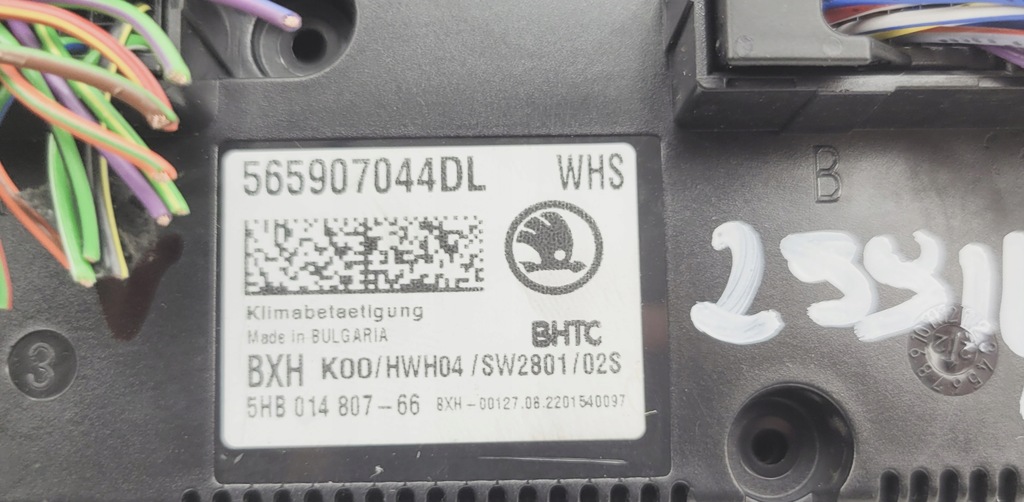 565907044DL WHS
Klimabetaetigung
Made in BULGARIA
BHTC
BXH K00/HWH04/SW2801/02S
5HB 014 807-66 BXH-00127.08.2201540097
B
3